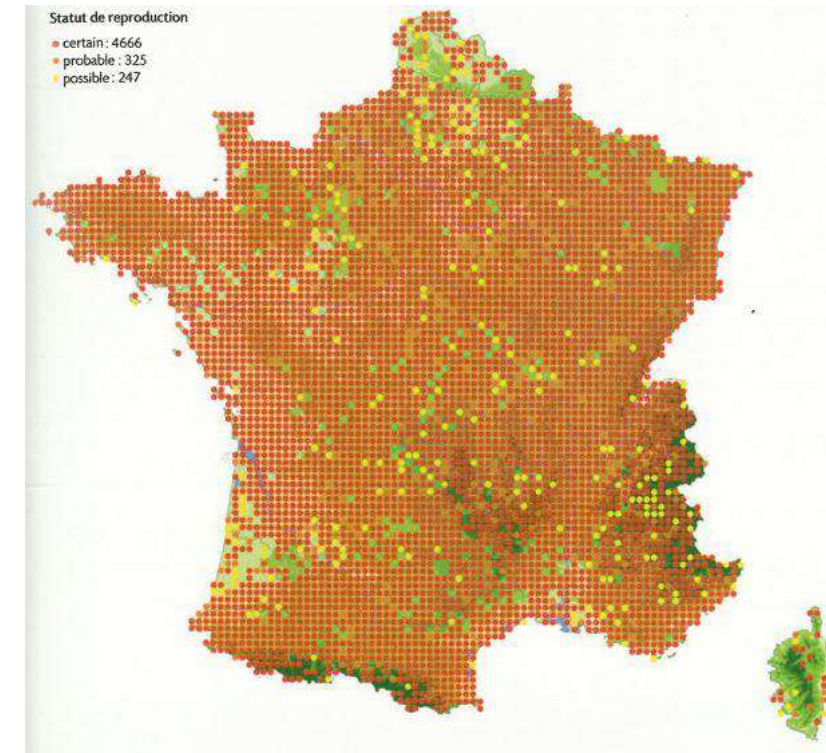 Statut de reproduction
certain : 4666
probable : 325
possible : 247